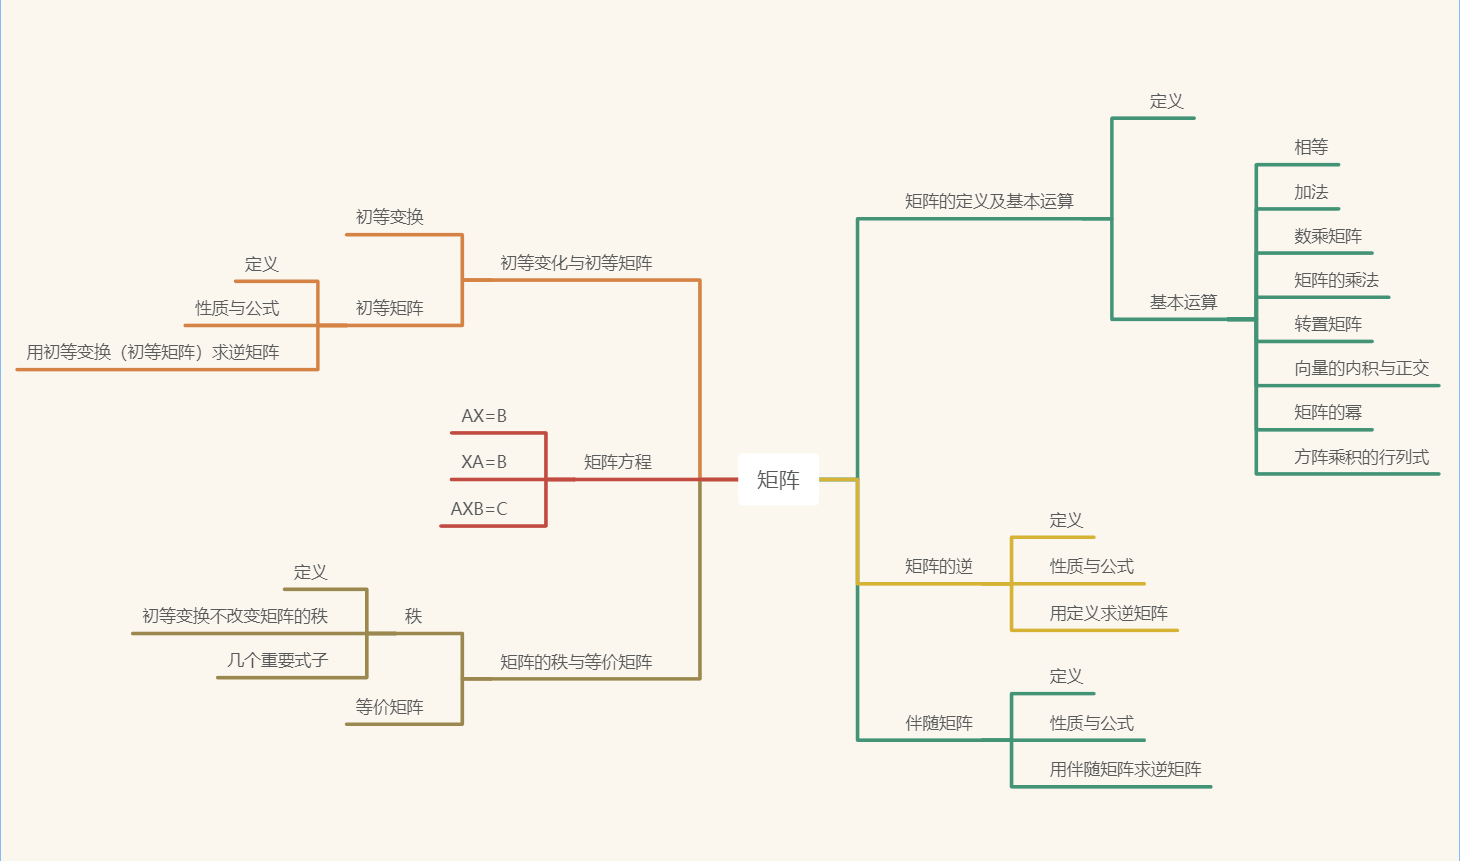 矩阵
矩阵的定义及基本运算
定义
基本运算
相等
加法
数乘矩阵
矩阵的乘法
转置矩阵
向量的内积与正交
矩阵的幂
方阵乘积的行列式
矩阵的逆
定义
性质与公式
用定义求逆矩阵
伴随矩阵
定义
性质与公式
用伴随矩阵求逆矩阵
初等变化与初等矩阵
初等变换
初等矩阵
定义
性质与公式
用初等变换（初等矩阵）求逆矩阵
矩阵方程
AX=B
XA=B
AXB=C
矩阵的秩与等价矩阵
秩
定义
初等变换不改变矩阵的秩
几个重要式子
等价矩阵